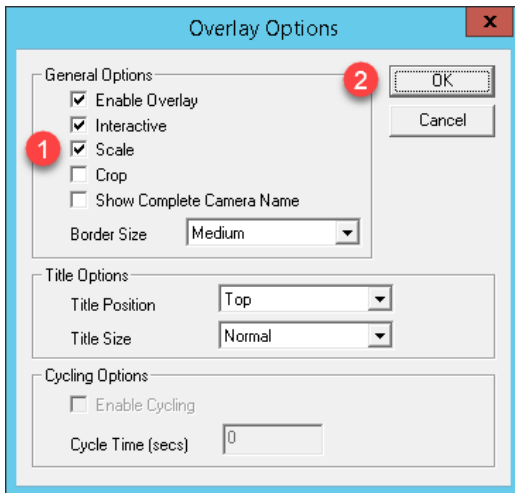 Overlay Options
x
General Options
2
OK
Enable Overlay
Cancel
Interactive
1
Scale
Crop
Show Complete Camera Name
Border Size Medium
Title Options
Title Position Top
Title Size Normal
Cycling Options
Enable Cycling
Cycle Time (secs) 0